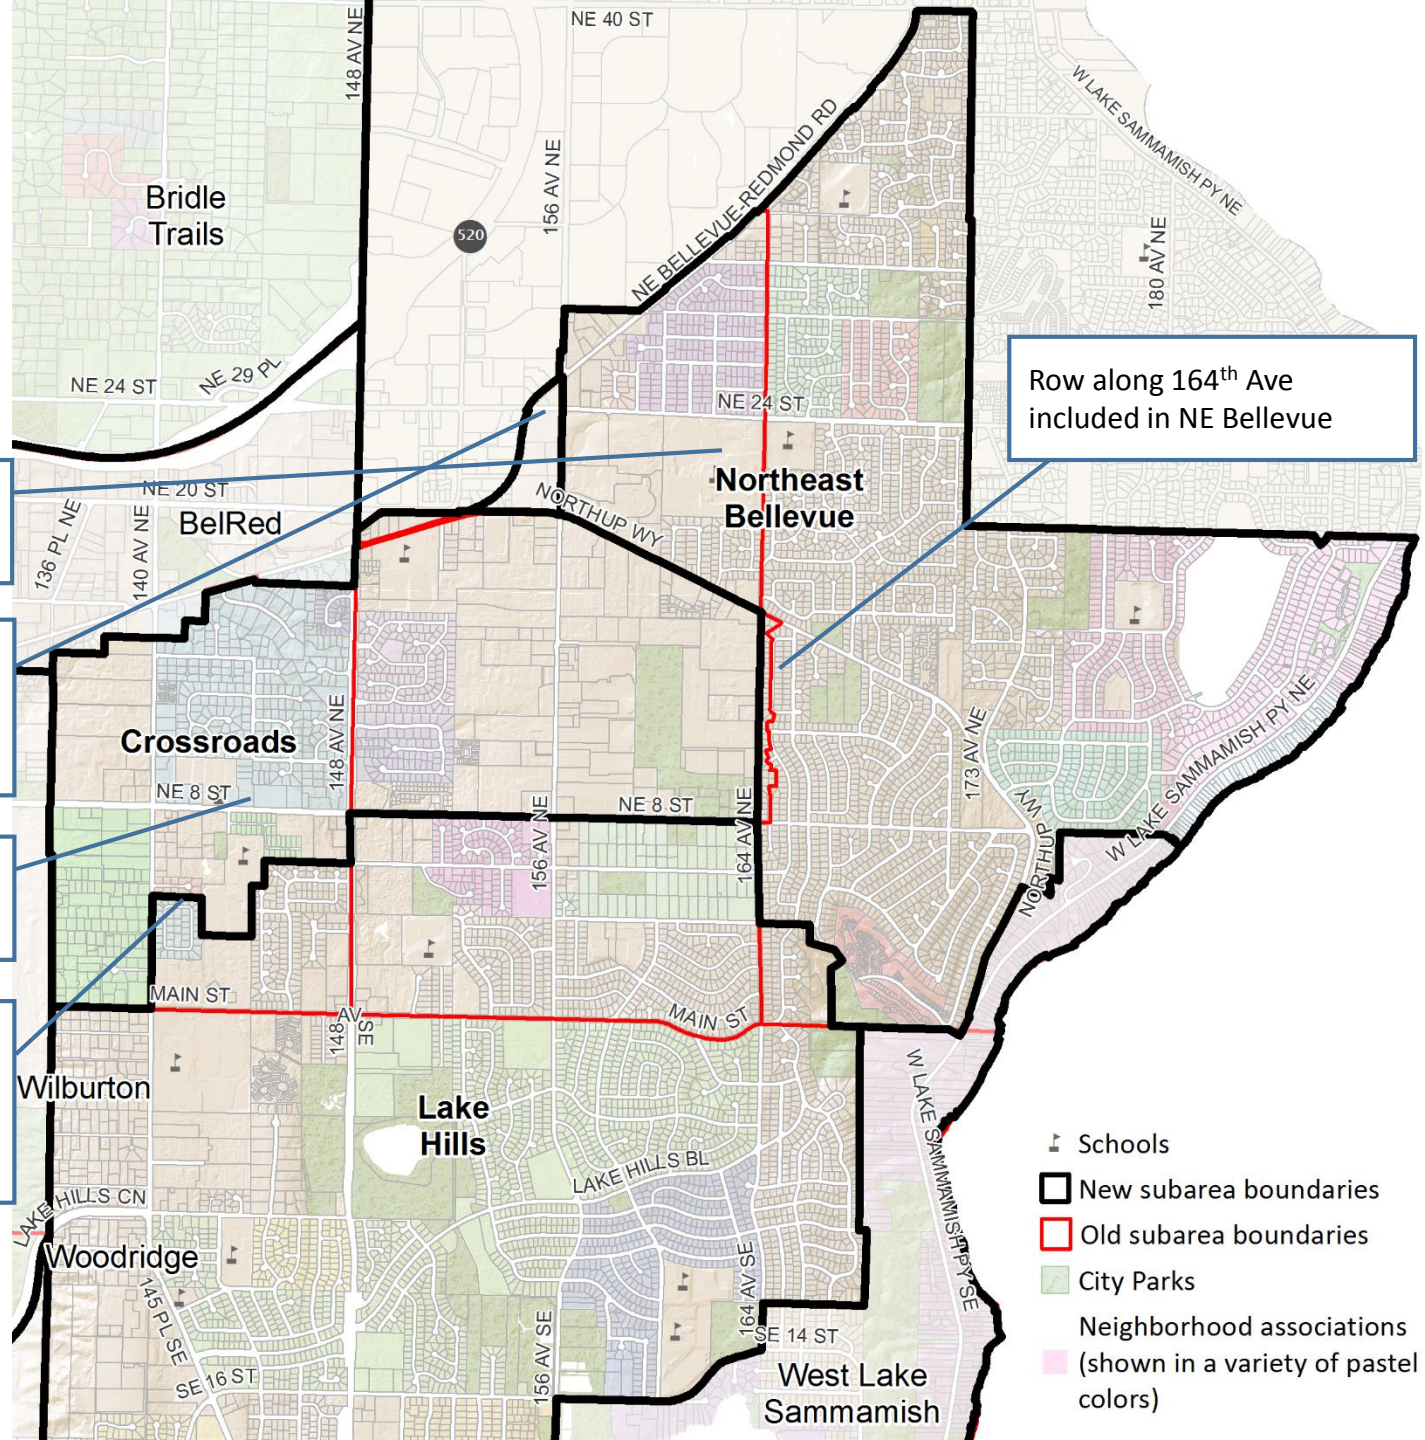 NE 40 ST
148 AV NE
W LAKE SAMMAMISH PY NE
NE BELLEVUE-REDMOND RD
156 AV NE
Bridle
Trails
520
180 AV NE
NE 24 ST
NE 29 PL
NE 24 ST
Row along 164th Ave
included in NE Bellevue
Northeast
Bellevue
NE 20 ST
BelRed
NORTHUP WY
136 PL NE
140 AV NE
148 AV NE
Crossroads
173 AV NE
W LAKE SAMMAMISH PY NE
NE 8 ST
NE 8 ST
156 AV NE
164 AV NE
NORTHUP WY
MAIN ST
MAIN ST
148 AV SE
Wilburton
Lake
Hills
W LAKE SAMMAMISH PY SE
LAKE HILLS BL
LAKE HILLS CN
Woodridge
145 PL SE
SE 16 ST
156 AV SE
164 AV SE
SE 14 ST
West Lake
Sammamish
Schools
New subarea boundaries
Old subarea boundaries
City Parks
Neighborhood associations
(shown in a variety of pastel
colors)